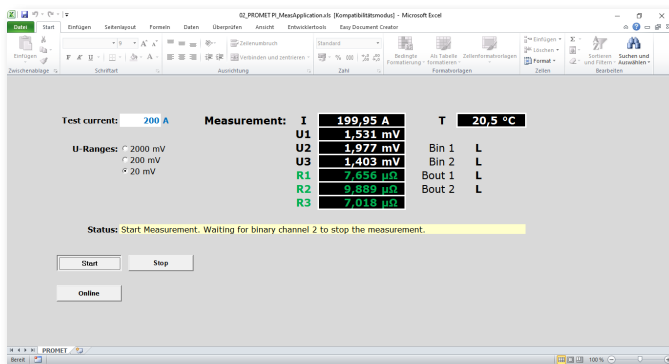 02_PROMET PI_MeasApplication.xls [Kompatibilitätsmodus] - Microsoft Excel
Datei Start Einfügen Seitenlayout Formeln Daten Überprüfen Ansicht Entwicklertools Easy Document Creator
Zeilenumbruch Standard Einfügen Σ
Einfügen F K U Verbinden und zentrieren % 000 Bedingte Formatierung Als Tabelle formatieren Zellenformatvorlagen Löschen Format Sortieren und Filtern Suchen und Auswählen
Zwischenablage Schriftart Ausrichtung Zahl Formatvorlagen Zellen Bearbeiten
Test current: 200 A Measurement: I 199,95 A T 20,5 °C
U1 1,531 mV
U-Ranges: 2000 mV U2 1,977 mV Bin 1 L
200 mV U3 1,403 mV Bin 2 L
20 mV R1 7,656 µΩ Bout 1 L
R2 9,889 µΩ Bout 2 L
R3 7,018 µΩ
Status: Start Measurement. Waiting for binary channel 2 to stop the measurement.
Start Stop
Online
PROMET
Bereit 100 %